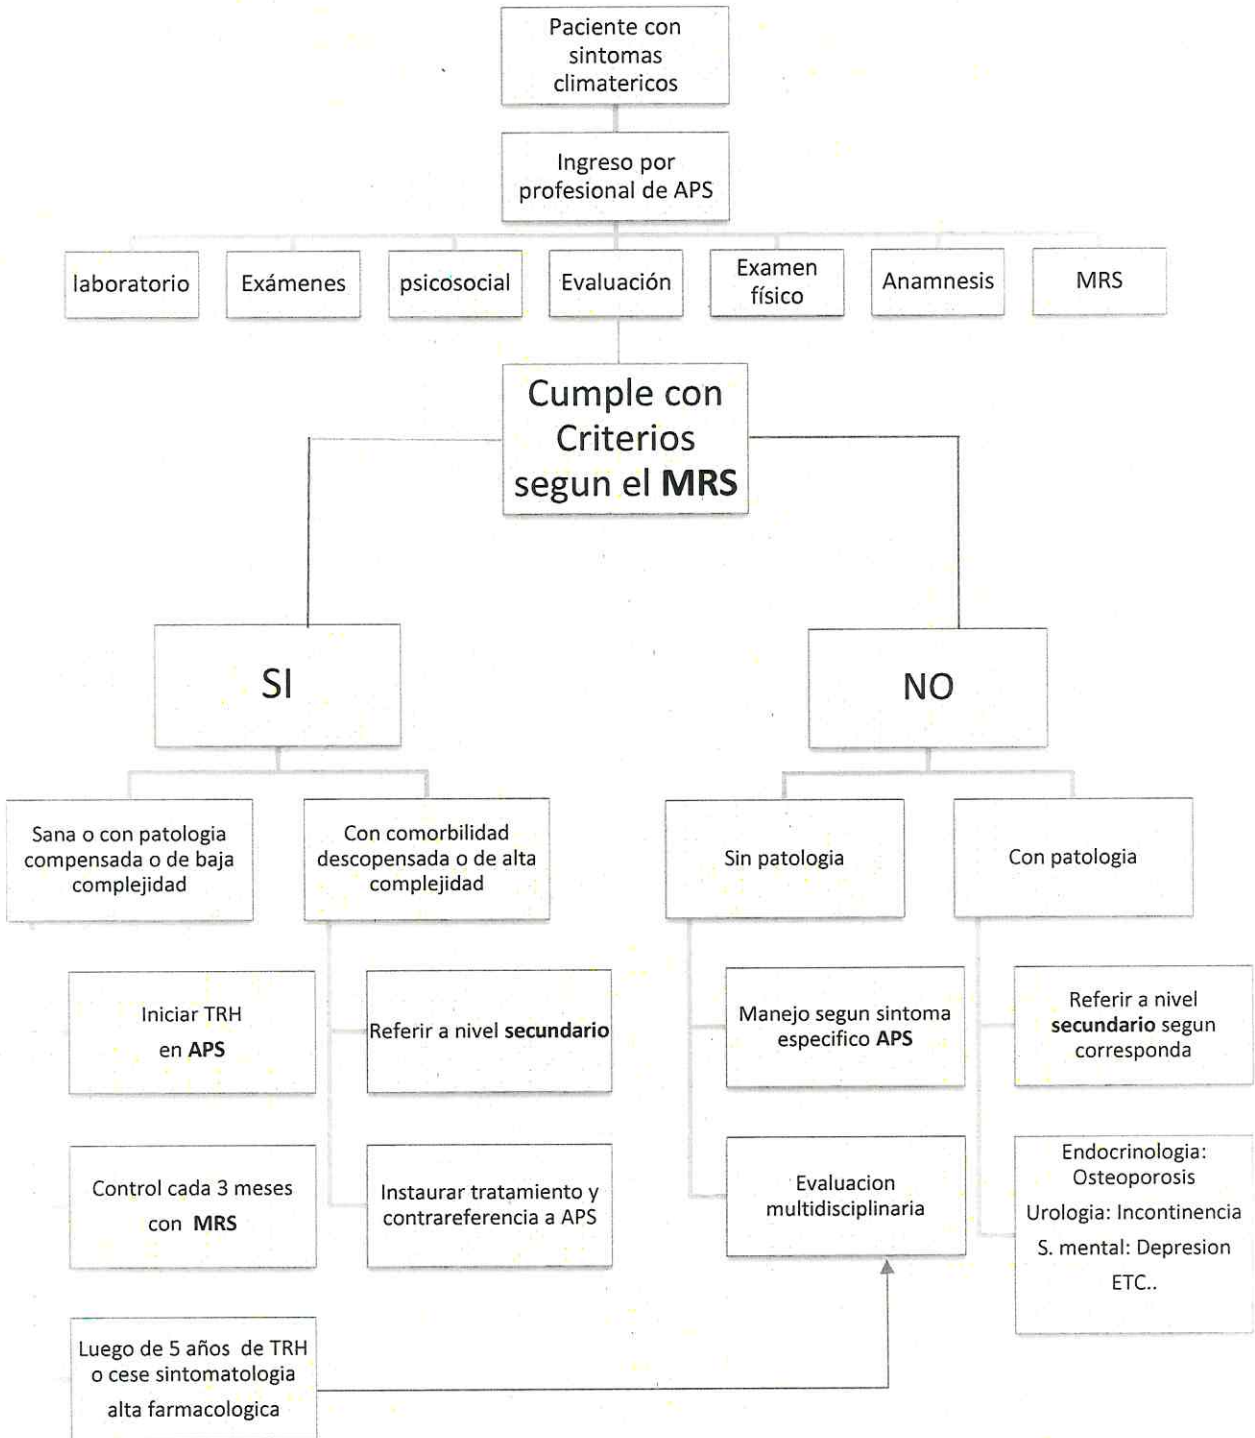 Paciente con
sintomas
climatericos
Ingreso por
profesional de APS
laboratorio
Exámenes
psicosocial
Evaluación
Examen
físico
Anamnesis
MRS
Cumple con
Criterios
segun el MRS
SI
NO
Sana o con patologia
compensada o de baja
complejidad
Con comorbilidad
descopensada o de alta
complejidad
Sin patologia
Con patologia
Iniciar TRH
en APS
Referir a nivel secundario
Manejo segun sintoma
especifico APS
Referir a nivel
secundario segun
corresponda
Control cada 3 meses
con MRS
Instaurar tratamiento y
contrareferencia a APS
Evaluacion
multidisciplinaria
Endocrinologia:
Osteoporosis
Urologia: Incontinencia
S. mental: Depresion
ETC..
Luego de 5 años de TRH
o cese sintomatologia
alta farmacologica